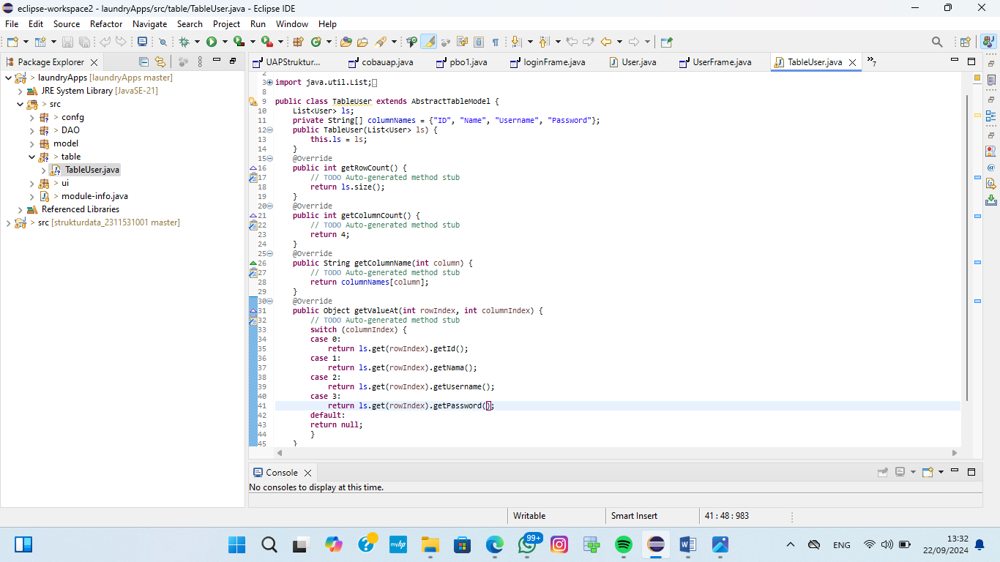 eclipse-workspace2 - laundryApps/src/table/TableUser.java - Eclipse IDE
File Edit Source Refactor Navigate Search Project Run Window Help
Package Explorer
UAPStruktur...
cobauap.java
pbo1.java
loginFrame.java
User.java
UserFrame.java
TableUser.java
»7
> laundryApps [laundryApps master]
JRE System Library [JavaSE-21]
> src
> confg
> DAO
model
> table
TableUser.java
> ui
> module-info.java
Referenced Libraries
> src [strukturdata_2311531001 master]
2
3 import java.util.List;
8
9 public class TableUser extends AbstractTableModel {
10 List<User> ls;
11 private String[] columnNames = {"ID", "Name", "Username", "Password"};
12 public TableUser(List<User> ls) {
13 this.ls = ls;
14 }
15 @Override
16 public int getRowCount() {
17 // TODO Auto-generated method stub
18 return ls.size();
19 }
20 @Override
21 public int getColumnCount() {
22 // TODO Auto-generated method stub
23 return 4;
24 }
25 @Override
26 public String getColumnName(int column) {
27 // TODO Auto-generated method stub
28 return columnNames[column];
29 }
30 @Override
31 public Object getValueAt(int rowIndex, int columnIndex) {
32 // TODO Auto-generated method stub
33 switch (columnIndex) {
34 case 0:
35 return ls.get(rowIndex).getId();
36 case 1:
37 return ls.get(rowIndex).getNama();
38 case 2:
39 return ls.get(rowIndex).getUsername();
40 case 3:
41 return ls.get(rowIndex).getPassword();
42 default:
43 return null;
44 }
45 }
Console
No consoles to display at this time.
Writable
Smart Insert
41 : 48 : 983
myhp
99+
ENG
13:32
22/09/2024